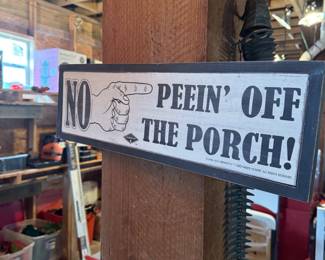 NO PEEIN' OFF
THE PORCH!